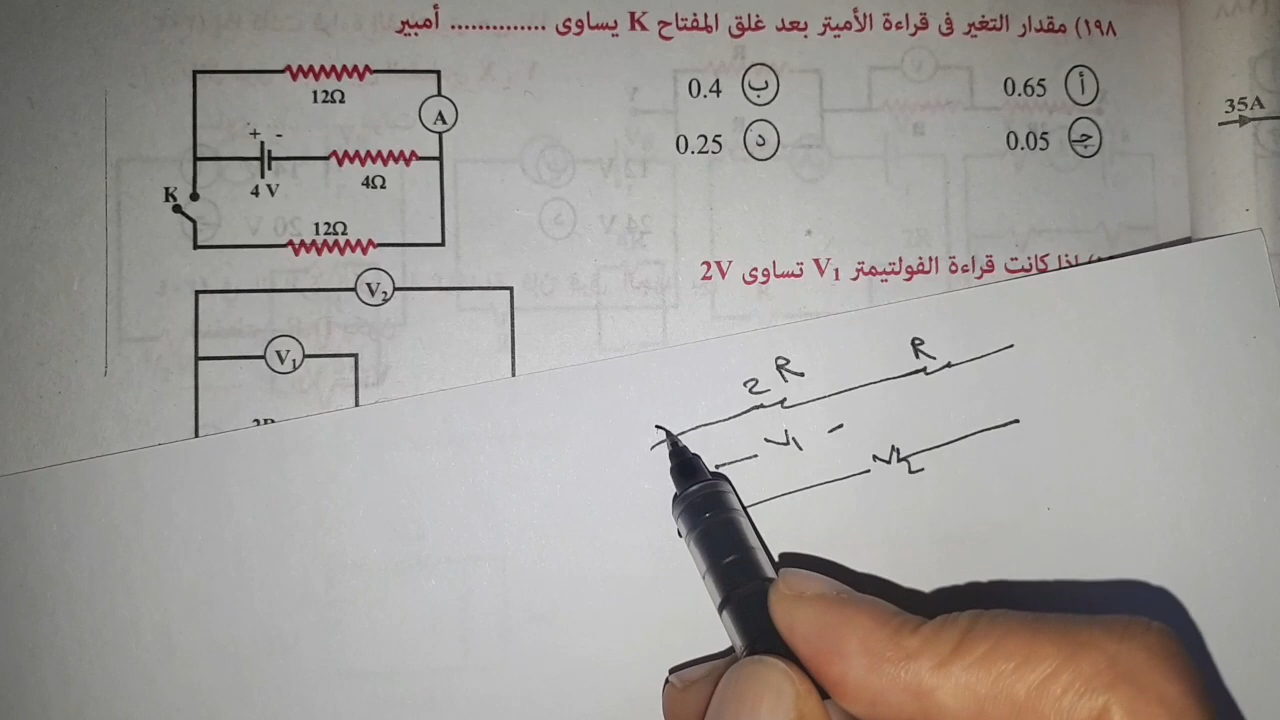 ١٩٨) مقدار التغير فى قراءة الأميتر بعد غلق المفتاح K يساوى .............. أمبير
أ 0.65
ب 0.4
جـ 0.05
د 0.25
12Ω
A
+ -
4 V
4Ω
K
12Ω
35A
إذا كانت قراءة الفولتيمتر V₁ تساوى 2V
V₂
V₁
2R R
V₁
V₂